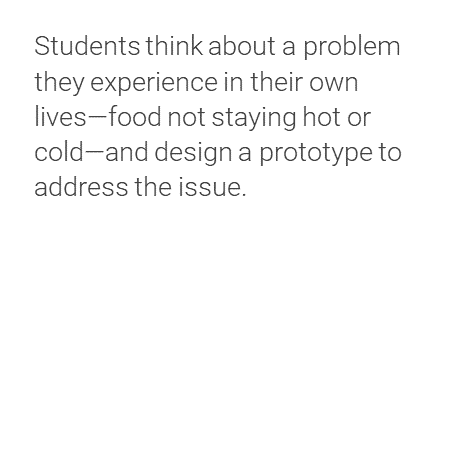 Students think about a problem
they experience in their own
lives—food not staying hot or
cold—and design a prototype to
address the issue.